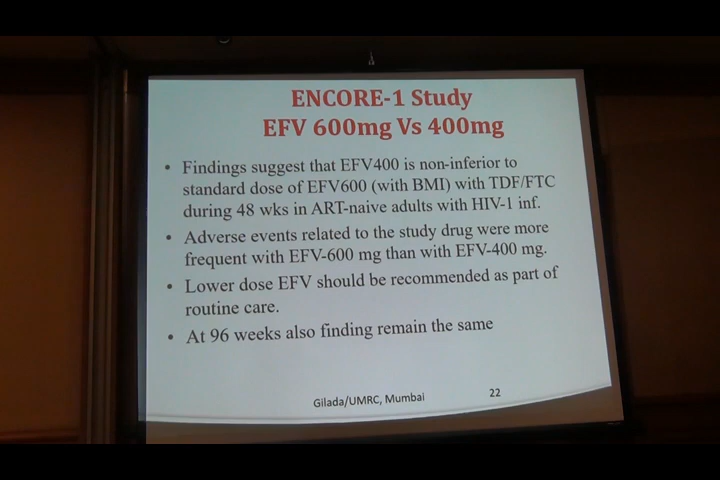 ENCORE-1 Study
EFV 600mg Vs 400mg
• Findings suggest that EFV400 is non-inferior to
standard dose of EFV600 (with BMI) with TDF/FTC
during 48 wks in ART-naive adults with HIV-1 inf.
• Adverse events related to the study drug were more
frequent with EFV-600 mg than with EFV-400 mg.
• Lower dose EFV should be recommended as part of
routine care.
• At 96 weeks also finding remain the same
Gilada/UMRC, Mumbai 22